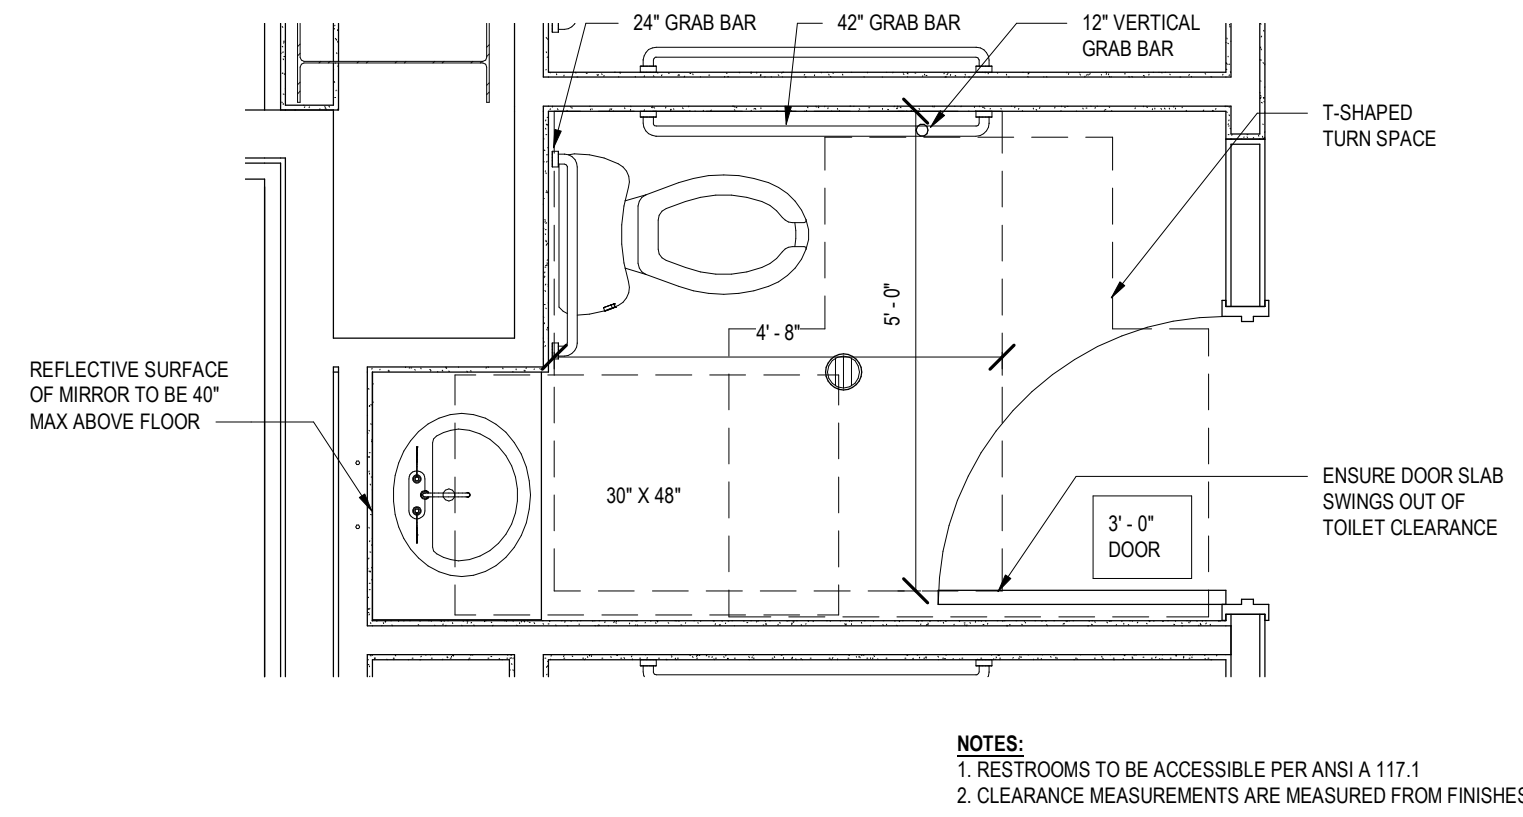 24" GRAB BAR
42" GRAB BAR
12" VERTICAL
GRAB BAR
T-SHAPED
TURN SPACE
5' - 0"
4' - 8"
REFLECTIVE SURFACE
OF MIRROR TO BE 40"
MAX ABOVE FLOOR
30" X 48"
ENSURE DOOR SLAB
SWINGS OUT OF
TOILET CLEARANCE
3' - 0"
DOOR
NOTES:
1. RESTROOMS TO BE ACCESSIBLE PER ANSI A 117.1
2. CLEARANCE MEASUREMENTS ARE MEASURED FROM FINISHES